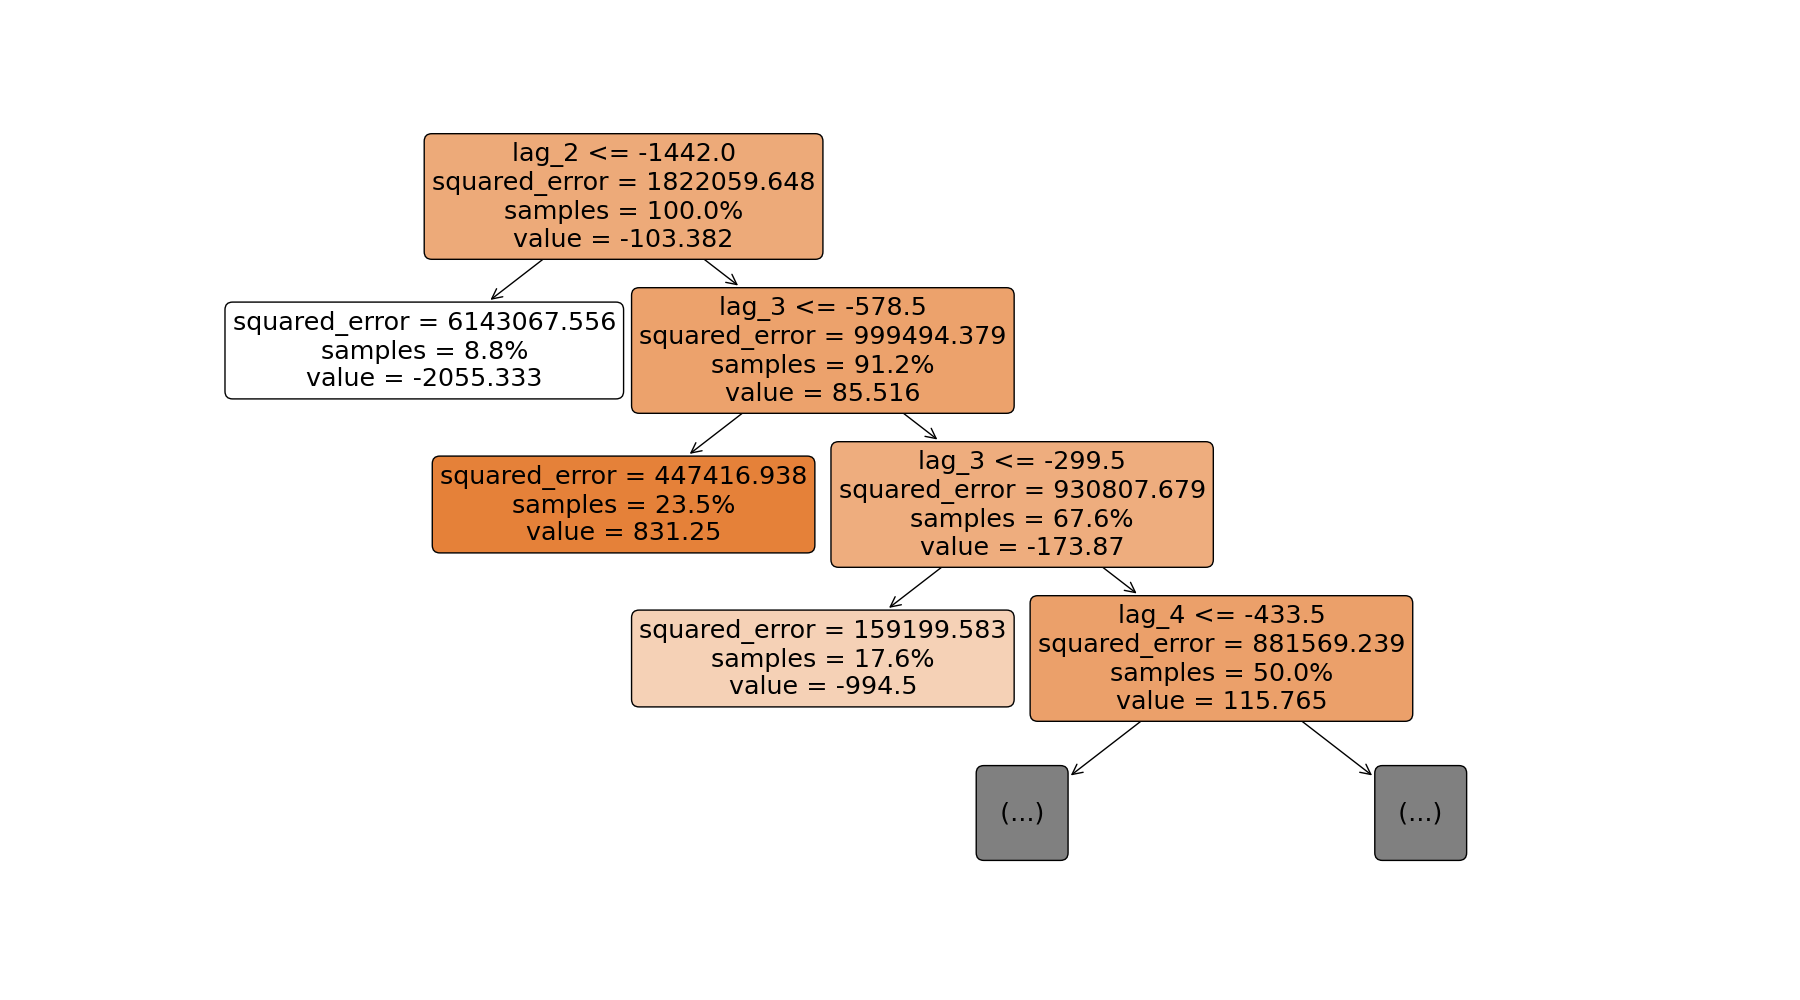 lag_2 <= -1442.0
squared_error = 1822059.648
samples = 100.0%
value = -103.382
squared_error = 6143067.556
samples = 8.8%
value = -2055.333
lag_3 <= -578.5
squared_error = 999494.379
samples = 91.2%
value = 85.516
squared_error = 447416.938
samples = 23.5%
value = 831.25
lag_3 <= -299.5
squared_error = 930807.679
samples = 67.6%
value = -173.87
squared_error = 159199.583
samples = 17.6%
value = -994.5
lag_4 <= -433.5
squared_error = 881569.239
samples = 50.0%
value = 115.765
(...)
(...)